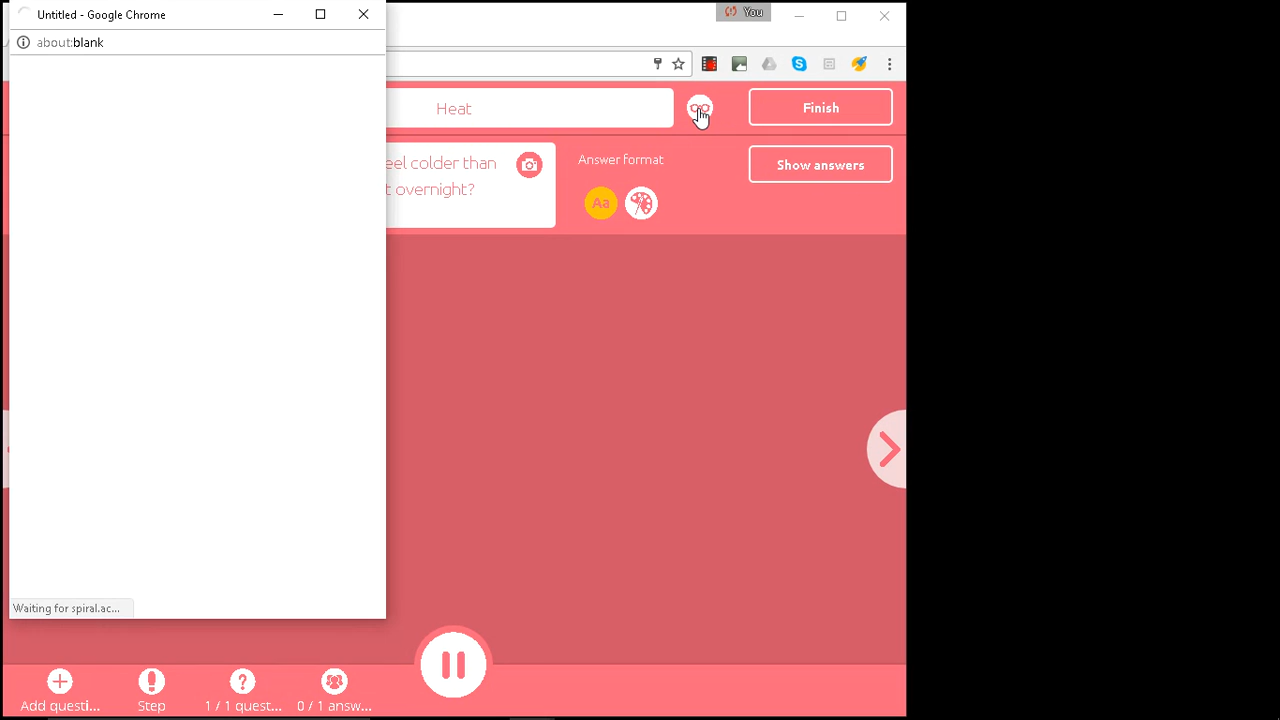 Untitled - Google Chrome
You
about:blank
Heat
Finish
eel colder than
t overnight?
Answer format
Show answers
Aa
Waiting for spiral.ac...
Add questi...
Step
1 / 1 quest...
0 / 1 answ...